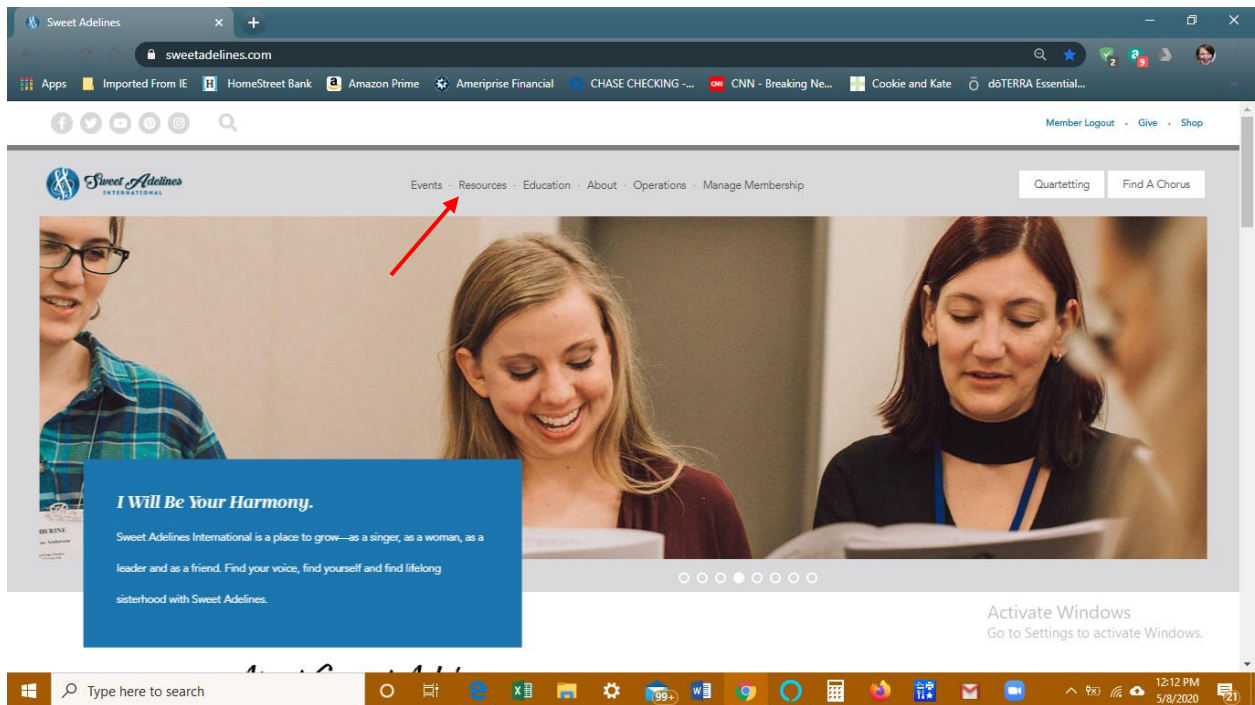 Sweet Adelines
sweetadelines.com
2
a
9
Apps
Imported From IE
H
HomeStreet Bank
a
Amazon Prime
Ameriprise Financial
CHASE CHECKING -...
CNN
CNN - Breaking Ne...
Cookie and Kate
ō
dōTERRA Essential...
Member Logout - Give - Shop
Sweet Adelines
INTERNATIONAL
Events - Resources - Education - About - Operations - Manage Membership
Quartetting
Find A Chorus
I Will Be Your Harmony.
Sweet Adelines International is a place to grow—as a singer, as a woman, as a
leader and as a friend. Find your voice, find yourself and find lifelong
sisterhood with Sweet Adelines.
Activate Windows
Go to Settings to activate Windows.
Type here to search
99+
12:12 PM
5/8/2020
21